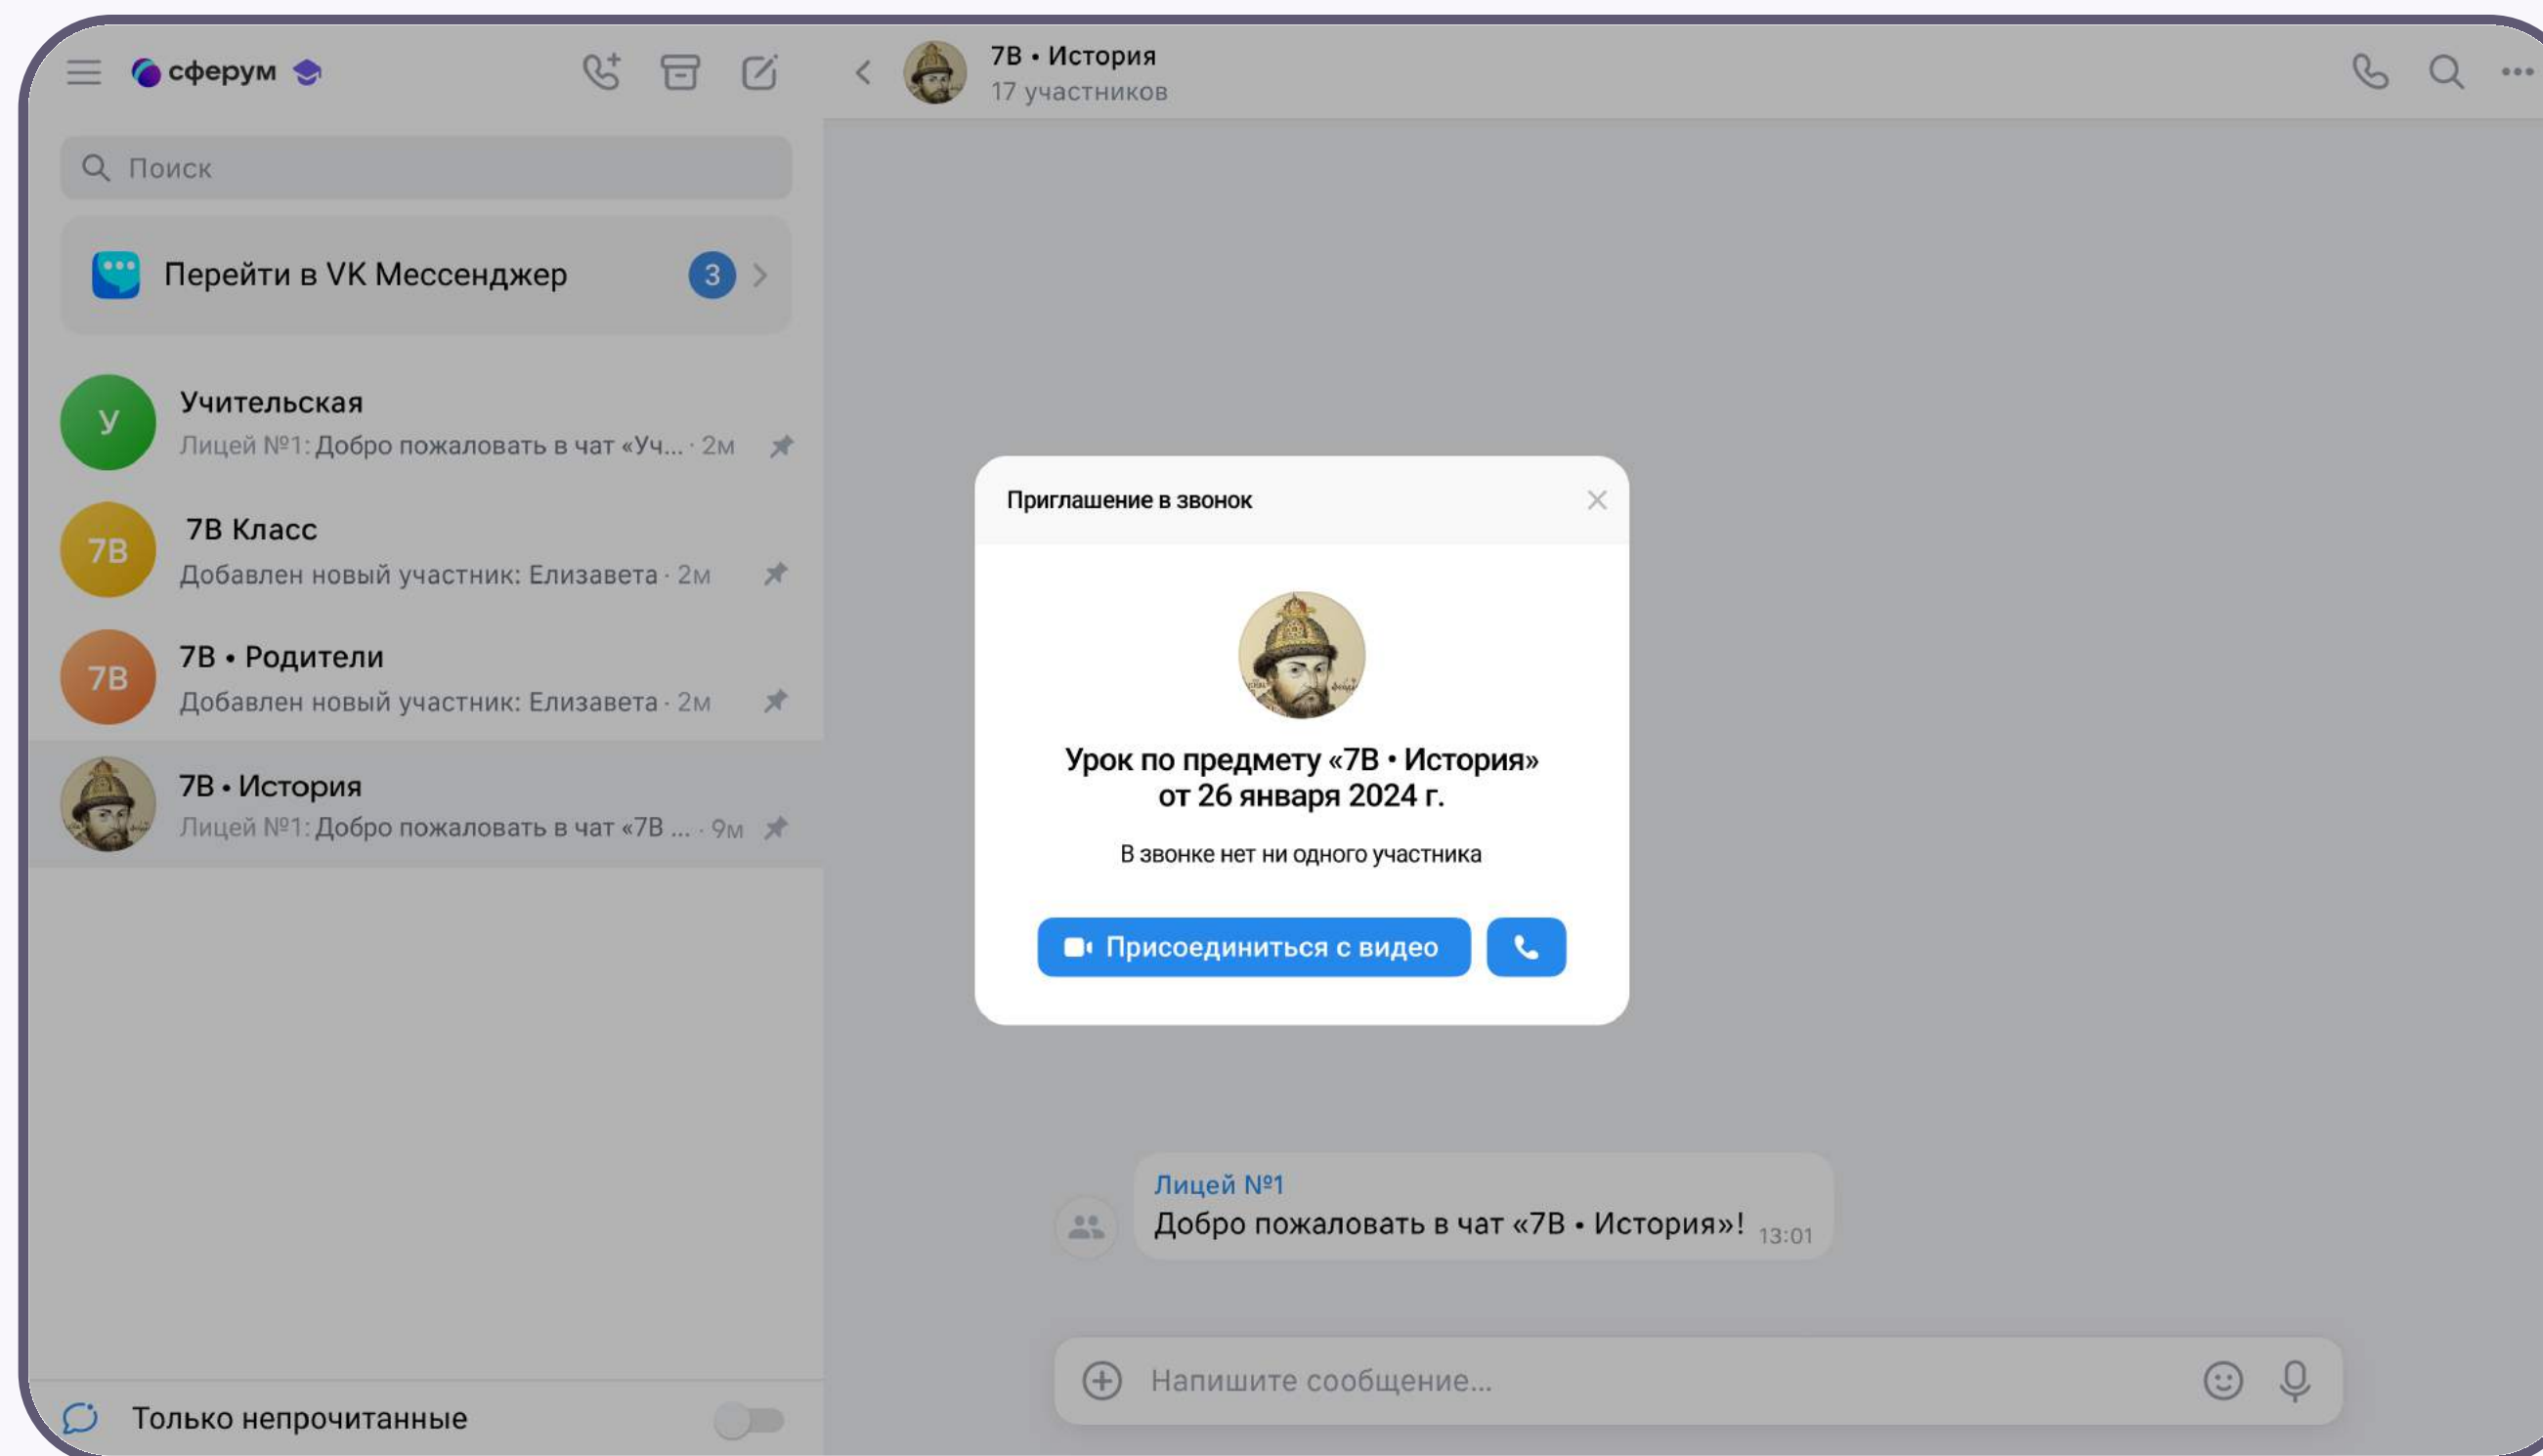 сферум
Поиск
Перейти в VK Мессенджер
3
У
Учительская
Лицей №1: Добро пожаловать в чат «Уч... · 2м
7В
7В Класс
Добавлен новый участник: Елизавета · 2м
7В
7В • Родители
Добавлен новый участник: Елизавета · 2м
7В • История
Лицей №1: Добро пожаловать в чат «7В ... · 9м
Только непрочитанные
7В • История
17 участников
Приглашение в звонок
Урок по предмету «7В • История»
от 26 января 2024 г.
В звонке нет ни одного участника
Присоединиться с видео
Лицей №1
Добро пожаловать в чат «7В • История»! 13:01
Напишите сообщение...